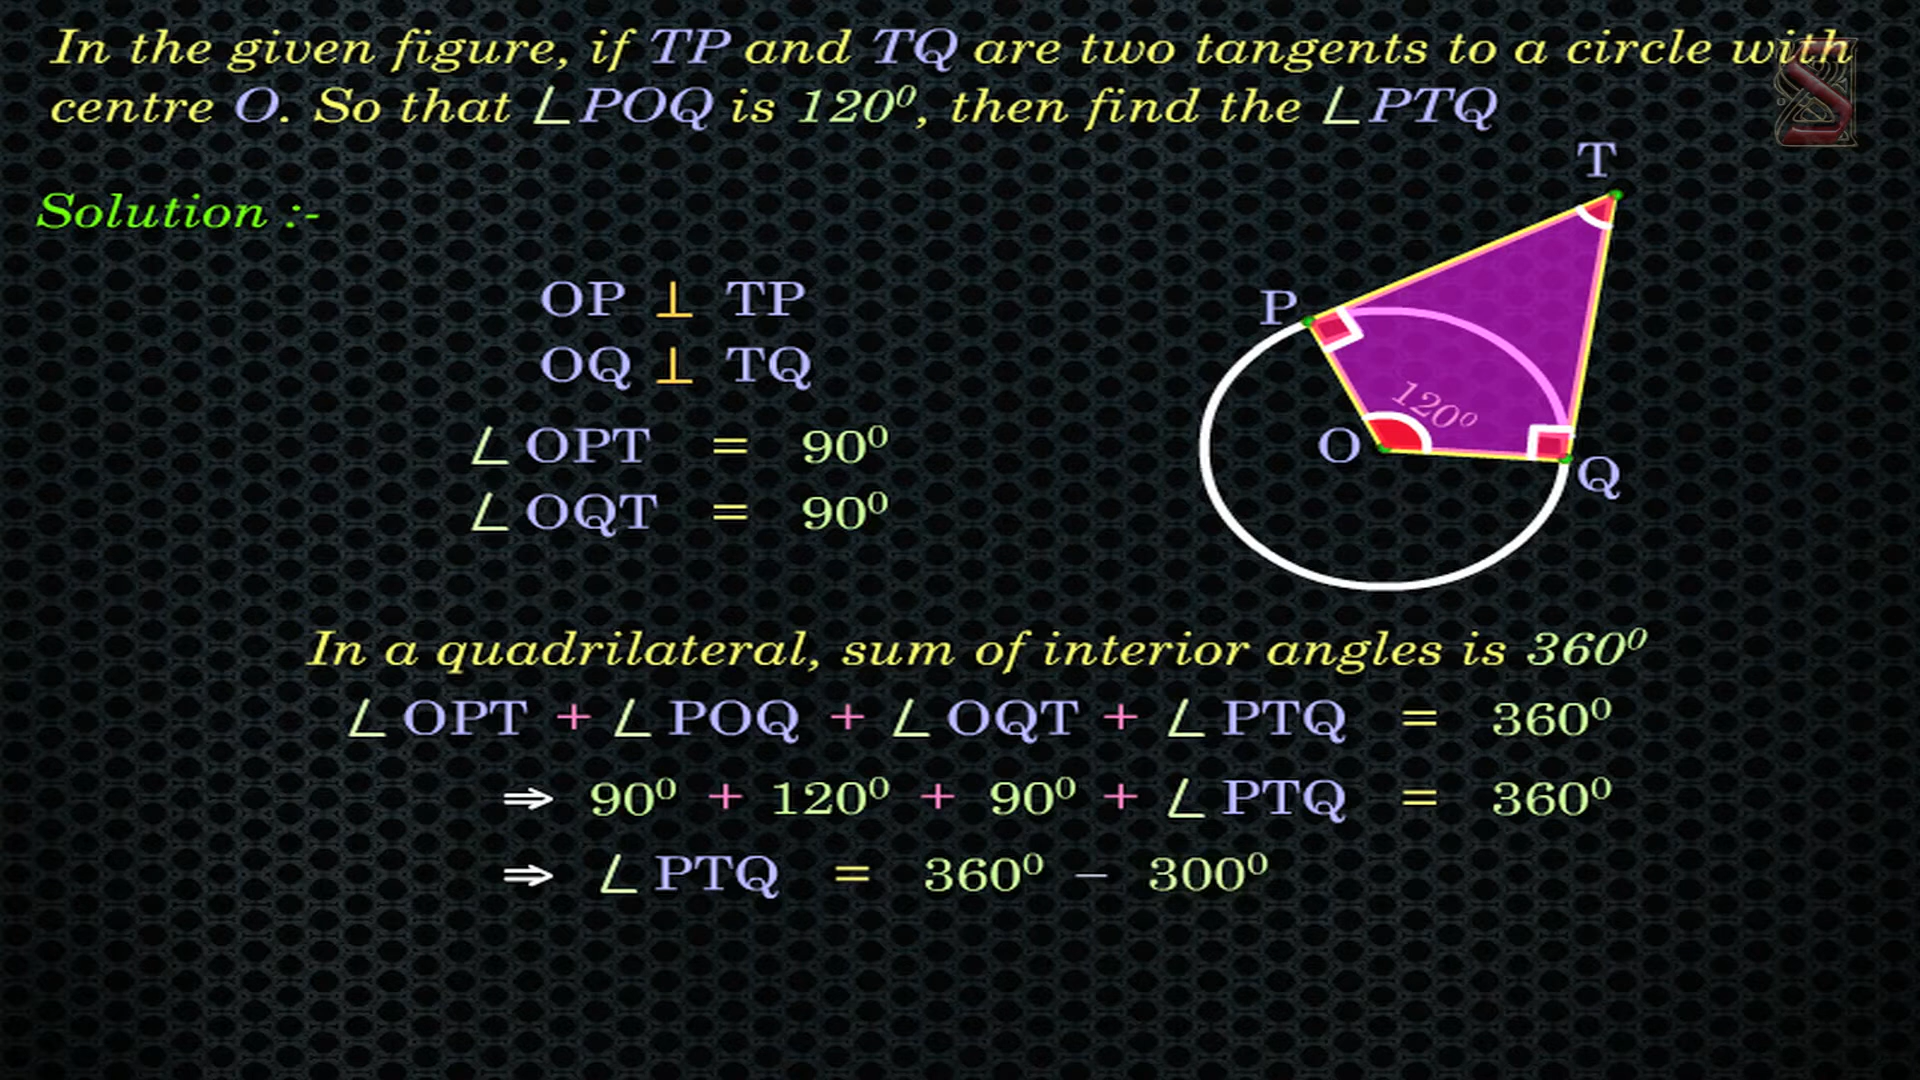 In the given figure, if TP and TQ are two tangents to a circle with
centre O. So that ∠POQ is 120⁰, then find the ∠PTQ
S
T
Solution :-
OP ⊥ TP
P
OQ ⊥ TQ
120⁰
∠OPT = 90⁰
O
Q
∠OQT = 90⁰
In a quadrilateral, sum of interior angles is 360⁰
∠OPT + ∠POQ + ∠OQT + ∠PTQ = 360⁰
⇒ 90⁰ + 120⁰ + 90⁰ + ∠PTQ = 360⁰
⇒ ∠PTQ = 360⁰ – 300⁰